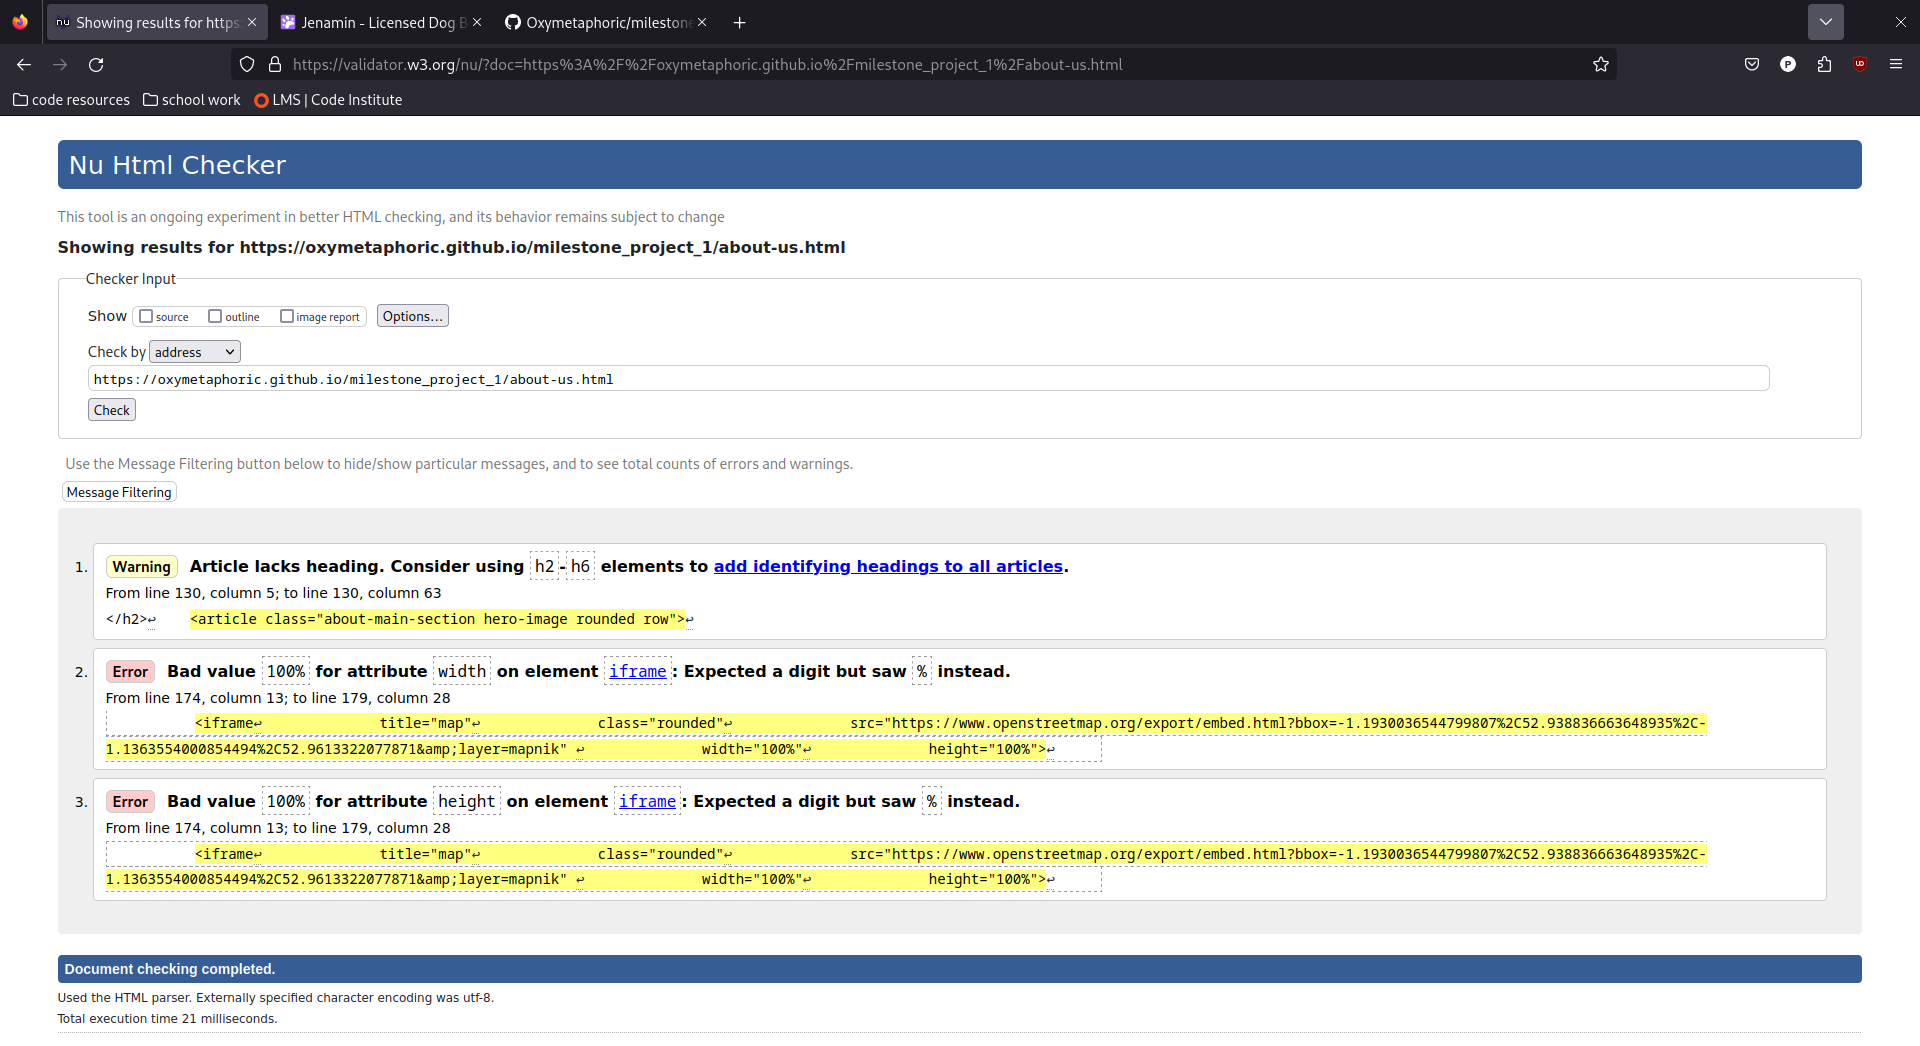 Showing results for https
Jenamin - Licensed Dog B
Oxymetaphoric/milestone
https://validator.w3.org/nu/?doc=https%3A%2F%2Foxymetaphoric.github.io%2Fmilestone_project_1%2Fabout-us.html
code resources school work LMS | Code Institute
Nu Html Checker
This tool is an ongoing experiment in better HTML checking, and its behavior remains subject to change
Showing results for https://oxymetaphoric.github.io/milestone_project_1/about-us.html
Checker Input
Show source outline image report Options...
Check by address
https://oxymetaphoric.github.io/milestone_project_1/about-us.html
Check
Use the Message Filtering button below to hide/show particular messages, and to see total counts of errors and warnings.
Message Filtering
1. Warning Article lacks heading. Consider using h2-h6 elements to add identifying headings to all articles.
From line 130, column 5; to line 130, column 63
</h2>↩ <article class="about-main-section hero-image rounded row">↩
2. Error Bad value 100% for attribute width on element iframe: Expected a digit but saw % instead.
From line 174, column 13; to line 179, column 28
<iframe↩ title="map"↩ class="rounded"↩ src="https://www.openstreetmap.org/export/embed.html?bbox=-1.1930036544799807%2C52.938836663648935%2C-
1.1363554000854494%2C52.9613322077871&amp;layer=mapnik" ↩ width="100%"↩ height="100%">↩
3. Error Bad value 100% for attribute height on element iframe: Expected a digit but saw % instead.
From line 174, column 13; to line 179, column 28
<iframe↩ title="map"↩ class="rounded"↩ src="https://www.openstreetmap.org/export/embed.html?bbox=-1.1930036544799807%2C52.938836663648935%2C-
1.1363554000854494%2C52.9613322077871&amp;layer=mapnik" ↩ width="100%"↩ height="100%">↩
Document checking completed.
Used the HTML parser. Externally specified character encoding was utf-8.
Total execution time 21 milliseconds.